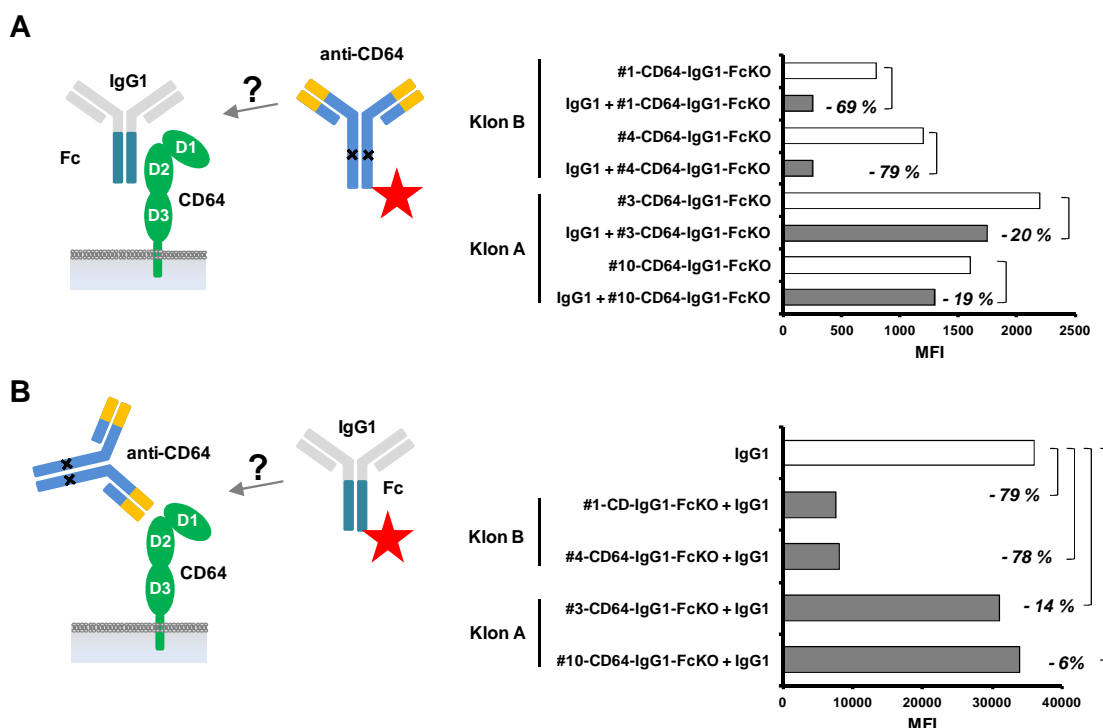 A
IgG1
anti-CD64
?
Fc
D1
D2
CD64
D3
Klon B
Klon A
#1-CD64-IgG1-FcKO
IgG1 + #1-CD64-IgG1-FcKO
#4-CD64-IgG1-FcKO
IgG1 + #4-CD64-IgG1-FcKO
#3-CD64-IgG1-FcKO
IgG1 + #3-CD64-IgG1-FcKO
#10-CD64-IgG1-FcKO
IgG1 + #10-CD64-IgG1-FcKO
- 69 %
- 79 %
- 20 %
- 19 %
0 500 1000 1500 2000 2500
MFI
B
anti-CD64
?
IgG1
Fc
D1
D2
CD64
D3
Klon B
Klon A
IgG1
#1-CD-IgG1-FcKO + IgG1
#4-CD64-IgG1-FcKO + IgG1
#3-CD64-IgG1-FcKO + IgG1
#10-CD64-IgG1-FcKO + IgG1
- 79 %
- 78 %
- 14 %
- 6%
0 10000 20000 30000 40000
MFI